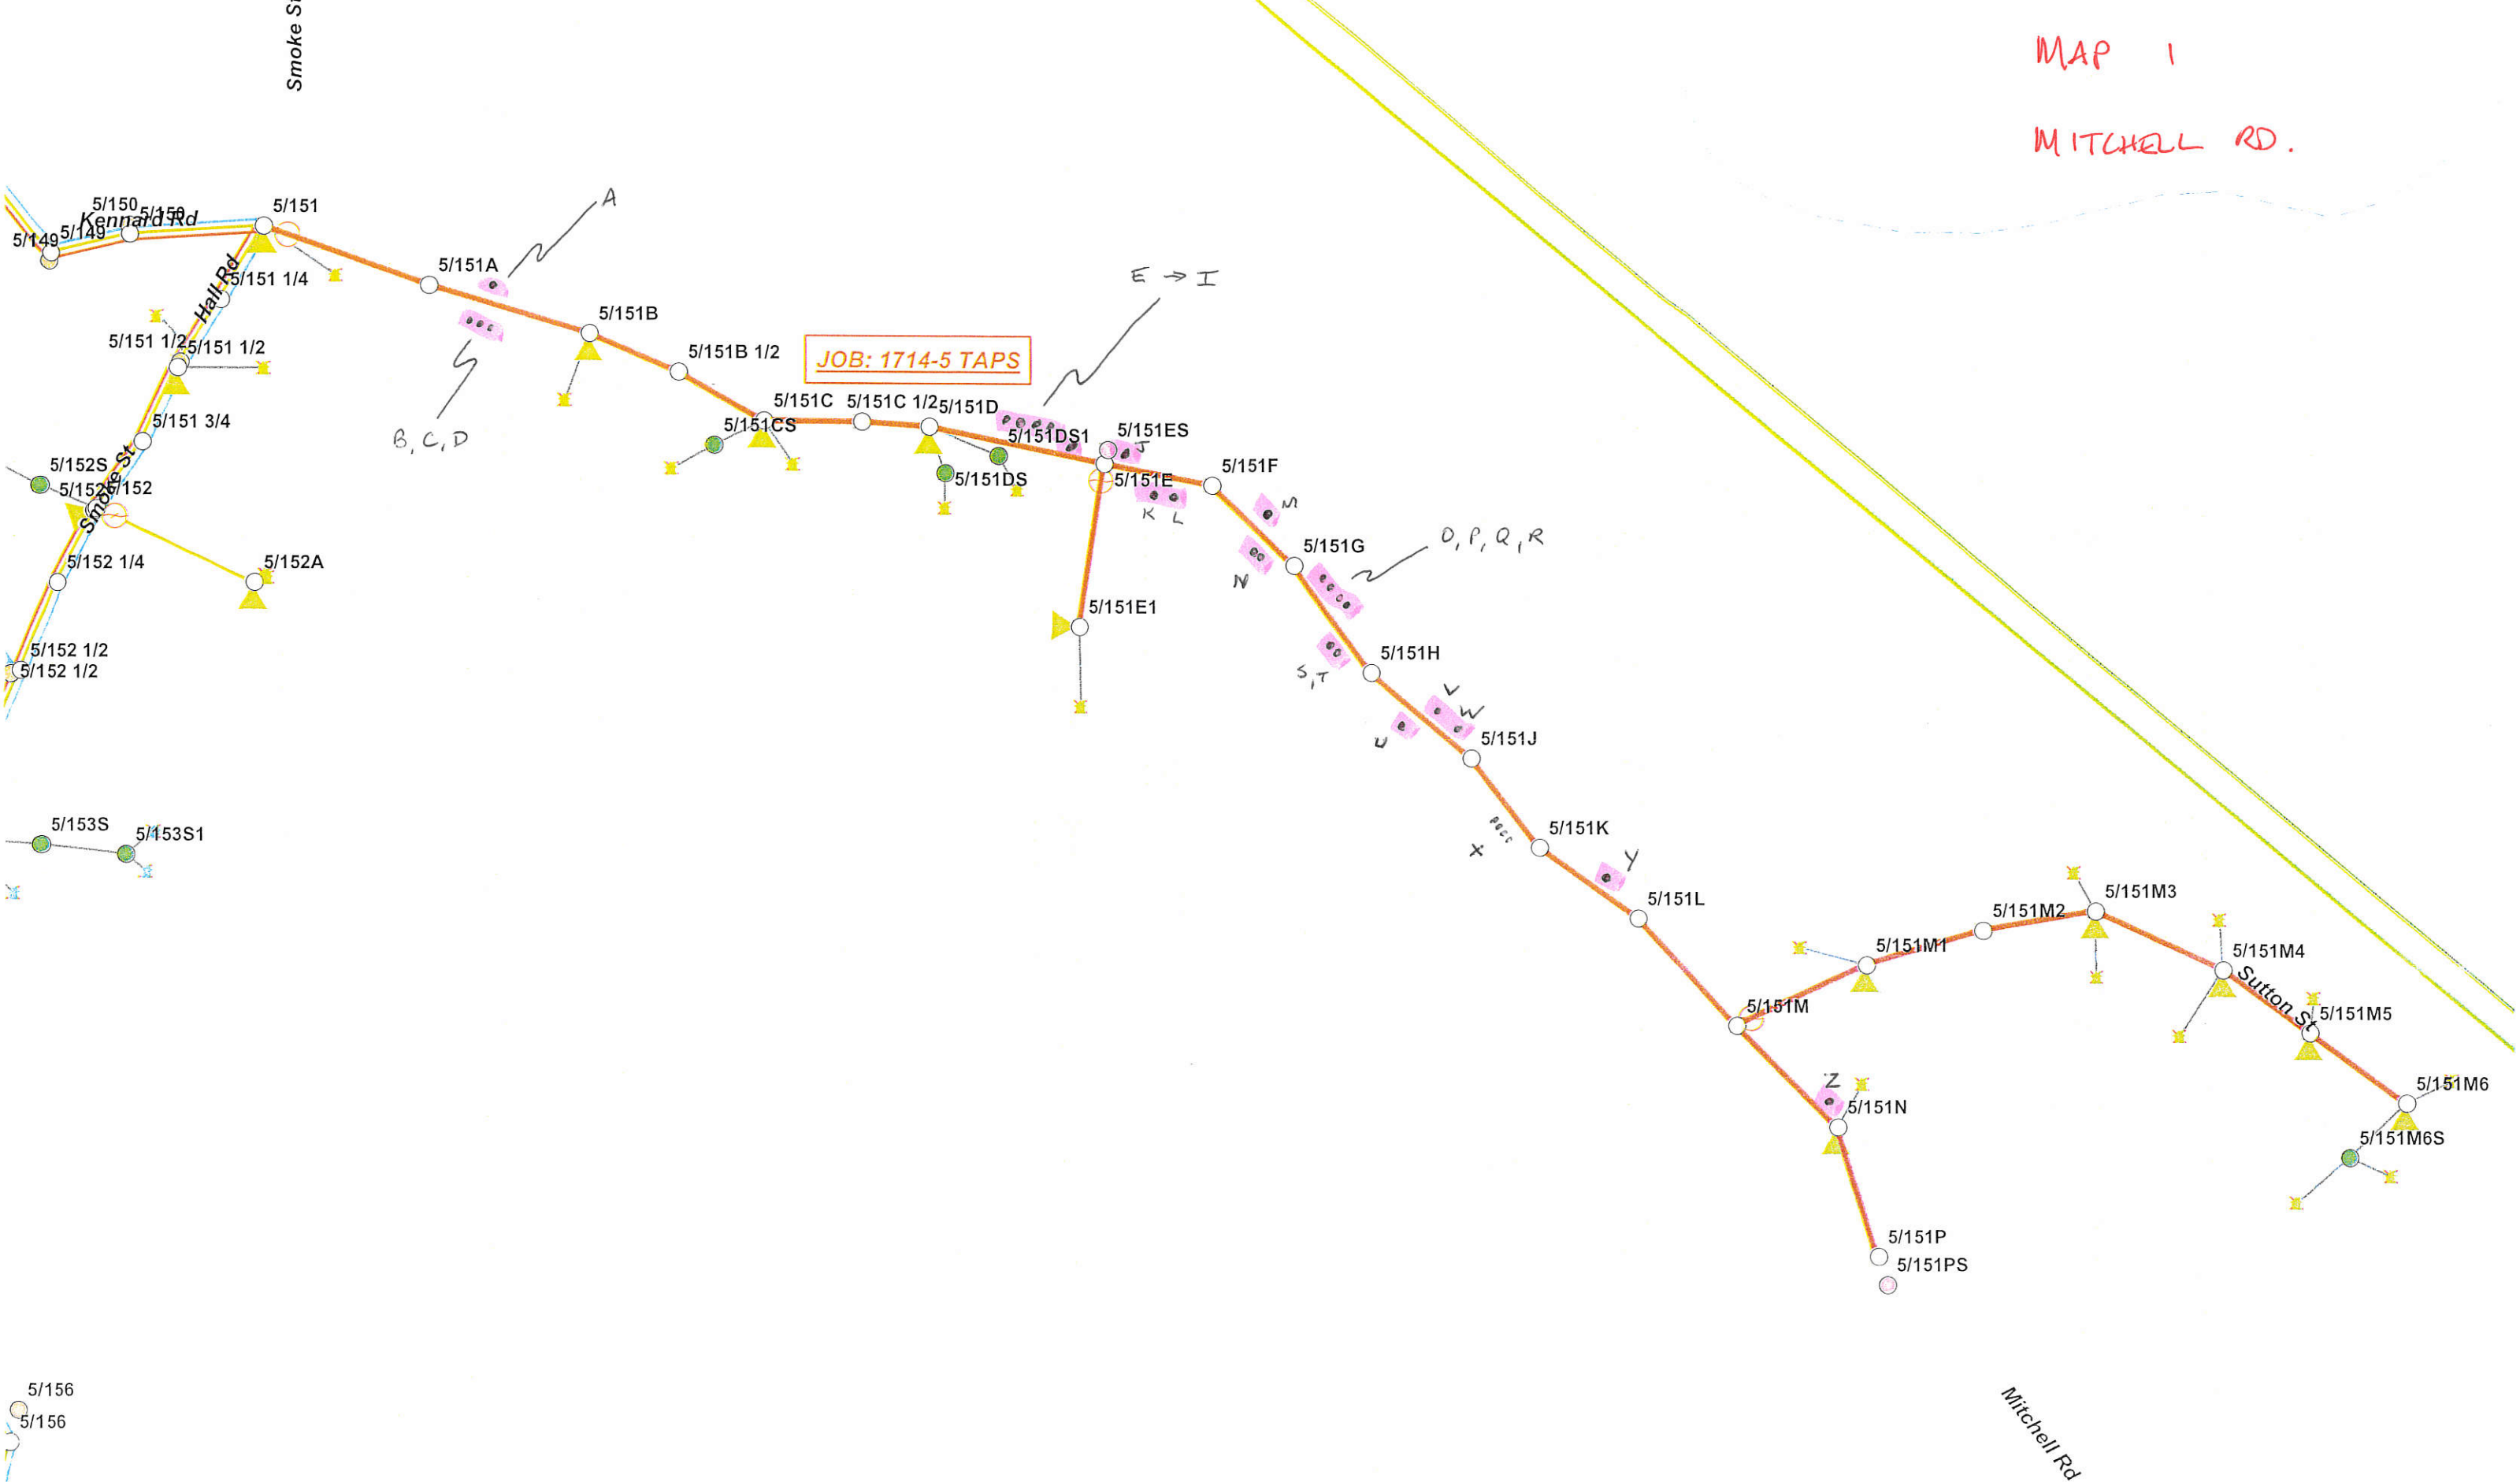 Smoke St
MAP 1
MITCHELL RD.
A
5/150
5/150
Kennard Rd
5/151
5/149
5/149
5/151A
Hall Rd
5/151 1/4
E → I
5/151B
5/151 1/2
5/151 1/2
5/151B 1/2
JOB: 1714-5 TAPS
B, C, D
5/151C
5/151C 1/2
5/151D
5/151 3/4
5/151CS
5/151DS1
5/151ES
J
5/152S
Smoke St
5/151F
5/151DS
5/151E
5/152
5/152
K L
M
5/151G
O, P, Q, R
N
5/152 1/4
5/152A
5/151E1
5/152 1/2
5/152 1/2
5/151H
S, T
V
W
U
5/151J
5/153S
5/153S1
5/151K
X
Y
5/151L
5/151M3
5/151M2
5/151M1
5/151M4
Sutton St
5/151M
5/151M5
Z
5/151M6
5/151N
5/151M6S
5/151P
5/151PS
5/156
5/156
Mitchell Rd